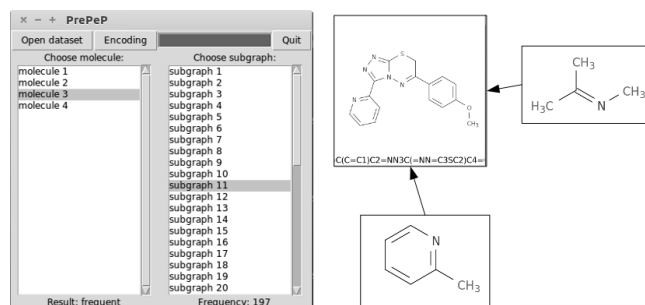 PrePeP
Open dataset Encoding Quit
Choose molecule: Choose subgraph:
molecule 1
molecule 2
molecule 3
molecule 4
subgraph 1
subgraph 2
subgraph 3
subgraph 4
subgraph 5
subgraph 6
subgraph 7
subgraph 8
subgraph 9
subgraph 10
subgraph 11
subgraph 12
subgraph 13
subgraph 14
subgraph 15
subgraph 16
subgraph 17
subgraph 18
subgraph 19
subgraph 20
Result: frequent Frequency: 197
N S
N
N N N
N
O
CH₃
C(C=C1)C2=NN3C(=NN=C3SC2)C4=
CH₃
H₃C N CH₃
N
CH₃